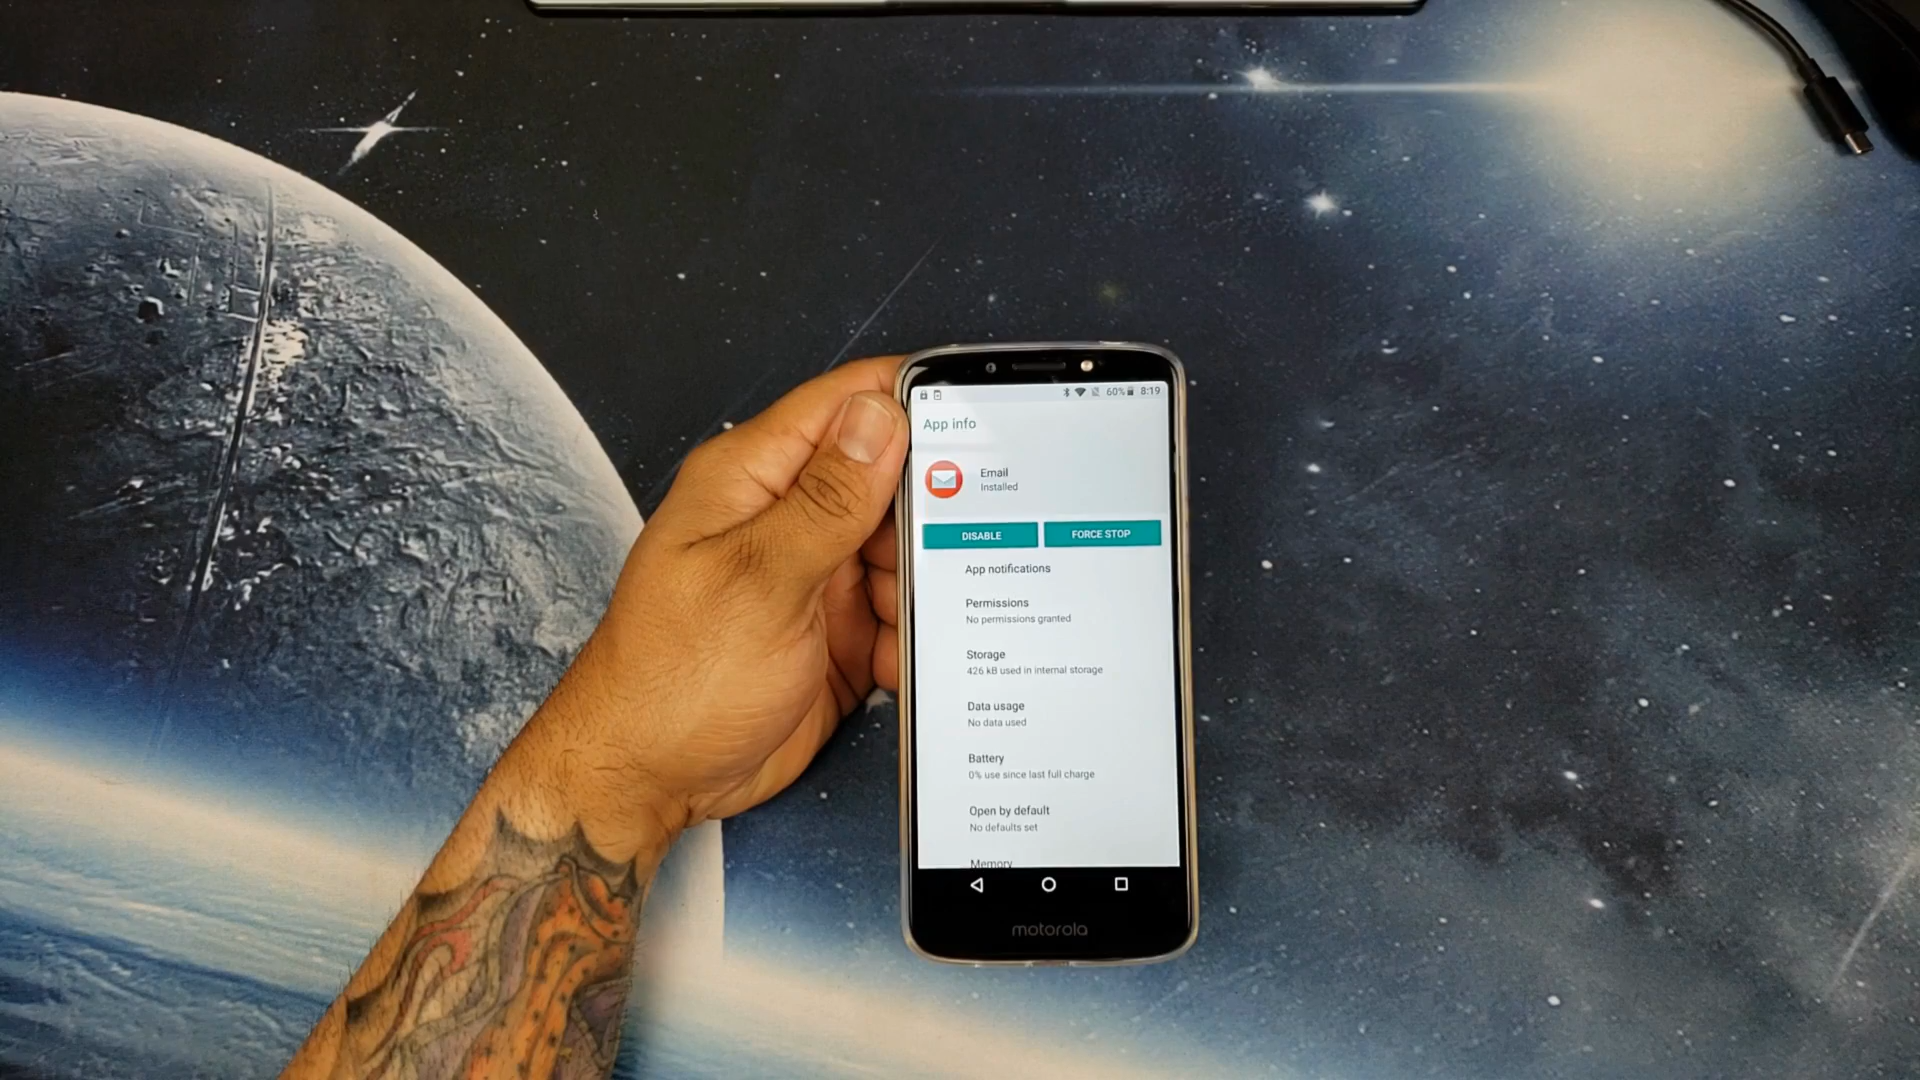 60% 8:19
App info
Email
Installed
DISABLE FORCE STOP
App notifications
Permissions
No permissions granted
Storage
426 kB used in internal storage
Data usage
No data used
Battery
0% use since last full charge
Open by default
No defaults set
Memory
motorola